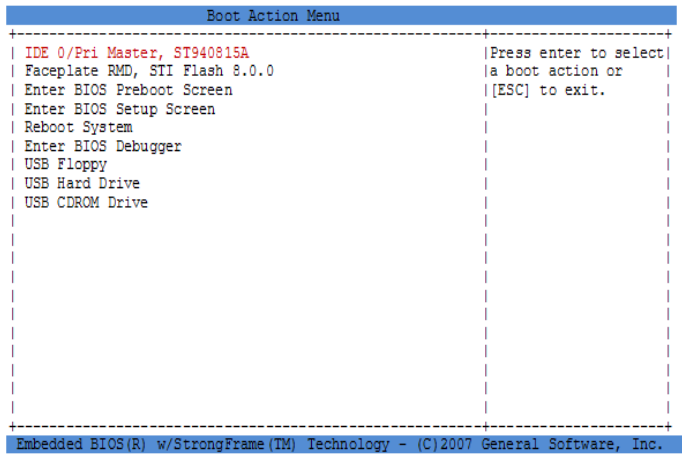 Boot Action Menu
IDE 0/Pri Master, ST940815A
Faceplate RMD, STI Flash 8.0.0
Enter BIOS Preboot Screen
Enter BIOS Setup Screen
Reboot System
Enter BIOS Debugger
USB Floppy
USB Hard Drive
USB CDROM Drive
Press enter to select
a boot action or
[ESC] to exit.
Embedded BIOS(R) w/StrongFrame(TM) Technology - (C)2007 General Software, Inc.